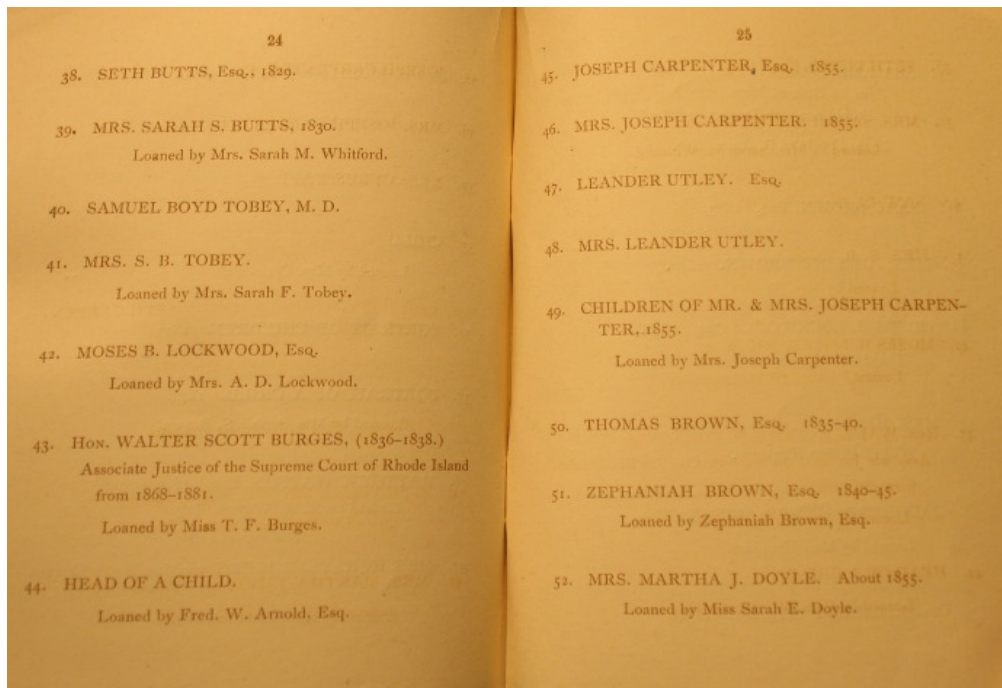 24
38. SETH BUTTS, Esq., 1829.
39. MRS. SARAH S. BUTTS, 1830.
Loaned by Mrs. Sarah M. Whitford.
40. SAMUEL BOYD TOBEY, M. D.
41. MRS. S. B. TOBEY.
Loaned by Mrs. Sarah F. Tobey.
42. MOSES B. LOCKWOOD, Esq.
Loaned by Mrs. A. D. Lockwood.
43. Hon. WALTER SCOTT BURGES, (1836-1838.)
Associate Justice of the Supreme Court of Rhode Island
from 1868-1881.
Loaned by Miss T. F. Burges.
44. HEAD OF A CHILD.
Loaned by Fred. W. Arnold, Esq.
25
45. JOSEPH CARPENTER, Esq. 1855.
46. MRS. JOSEPH CARPENTER. 1855.
47. LEANDER UTLEY. Esq.
48. MRS. LEANDER UTLEY.
49. CHILDREN OF MR. & MRS. JOSEPH CARPEN-
TER, 1855.
Loaned by Mrs. Joseph Carpenter.
50. THOMAS BROWN, Esq. 1835-40.
51. ZEPHANIAH BROWN, Esq. 1840-45.
Loaned by Zephaniah Brown, Esq.
52. MRS. MARTHA J. DOYLE. About 1855.
Loaned by Miss Sarah E. Doyle.